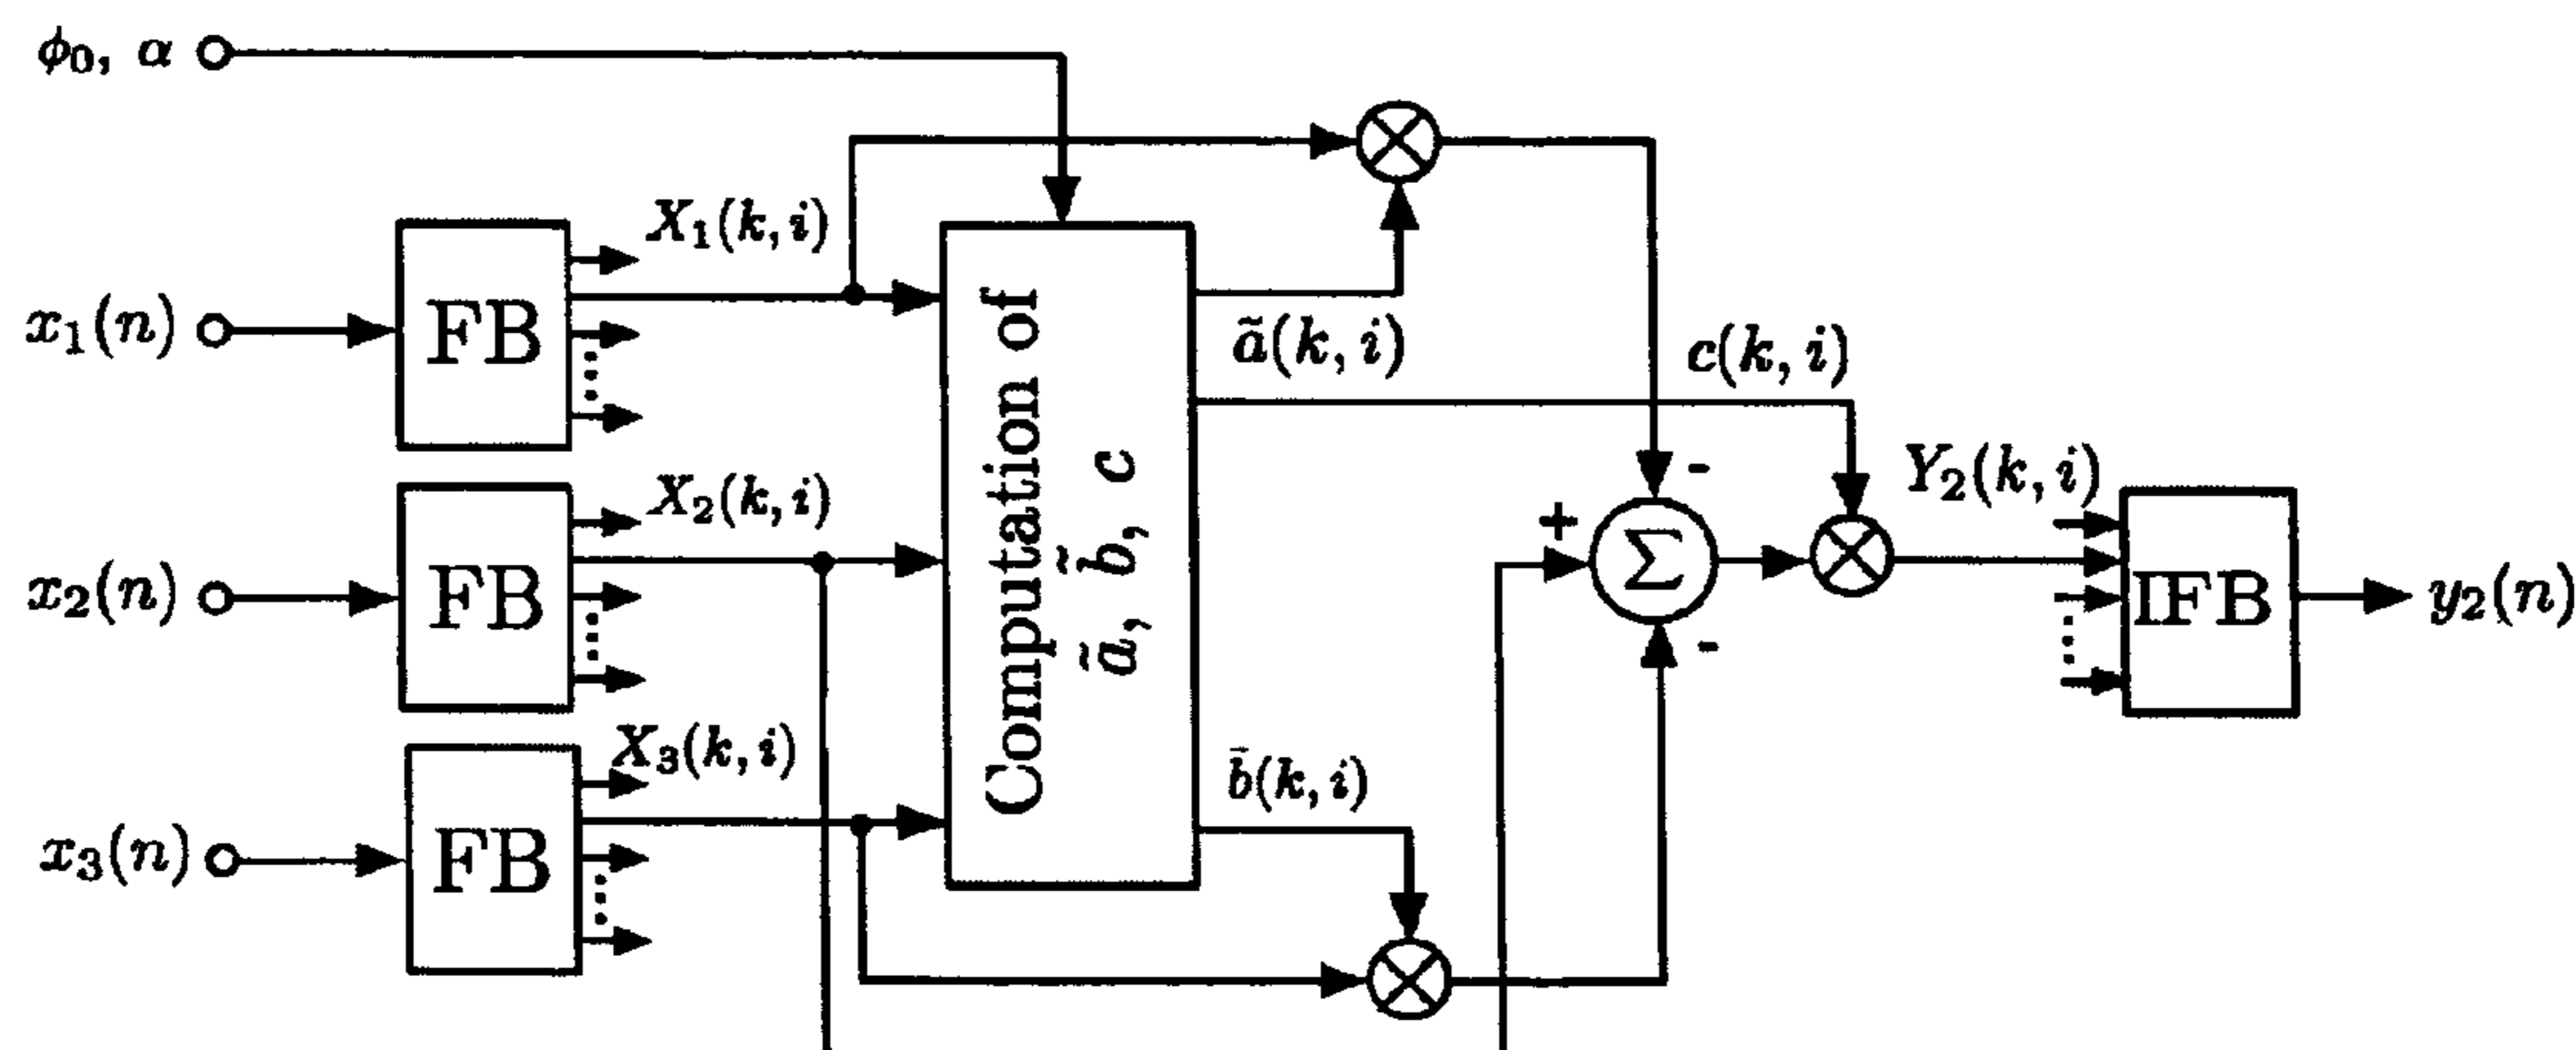 ϕ₀, α
X₁(k, i)
x₁(n)
FB
ã(k, i)
c(k, i)
X₂(k, i)
x₂(n)
FB
Computation of
ã, b̃, c
-
+
Σ
-
Y₂(k, i)
IFB
y₂(n)
X₃(k, i)
x₃(n)
FB
b̃(k, i)